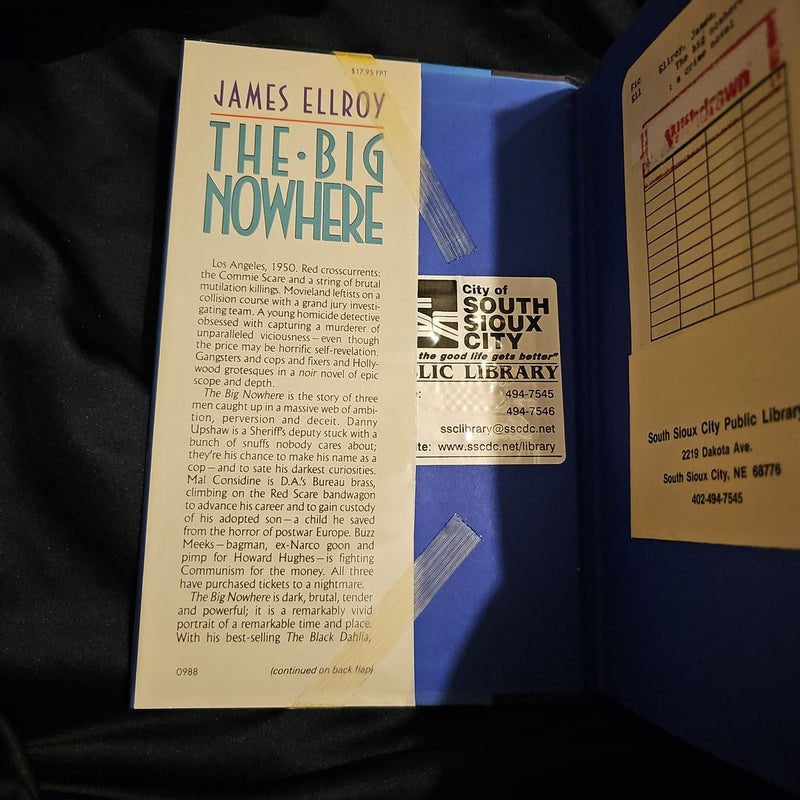 $17.95 FPT
JAMES ELLROY
THE·BIG
NOWHERE
Los Angeles, 1950. Red crosscurrents:
the Commie Scare and a string of brutal
mutilation killings. Movieland leftists on a
collision course with a grand jury investi-
gating team. A young homicide detective
obsessed with capturing a murderer of
unparalleled viciousness—even though
the price may be horrific self-revelation.
Gangsters and cops and fixers and Holly-
wood grotesques in a noir novel of epic
scope and depth.
The Big Nowhere is the story of three
men caught up in a massive web of ambi-
tion, perversion and deceit. Danny
Upshaw is a Sheriff's deputy stuck with a
bunch of snuffs nobody cares about;
they're his chance to make his name as a
cop—and to sate his darkest curiosities.
Mal Considine is D.A.'s Bureau brass,
climbing on the Red Scare bandwagon
to advance his career and to gain custody
of his adopted son—a child he saved
from the horror of postwar Europe. Buzz
Meeks—bagman, ex-Narco goon and
pimp for Howard Hughes—is fighting
Communism for the money. All three
have purchased tickets to a nightmare.
The Big Nowhere is dark, brutal, tender
and powerful; it is a remarkably vivid
portrait of a remarkable time and place.
With his best-selling The Black Dahlia,
0988
(continued on back flap)
City of
SOUTH
SIOUX
CITY
the good life gets better"
LIC LIBRARY
494-7545
494-7546
ssclibrary@sscdc.net
te: www.sscdc.net/library
Fic Ellroy, James.
Ell The big nowhere
: a crime novel
Withdrawn
South Sioux City Public Library
2219 Dakota Ave.
South Sioux City, NE 68776
402-494-7545